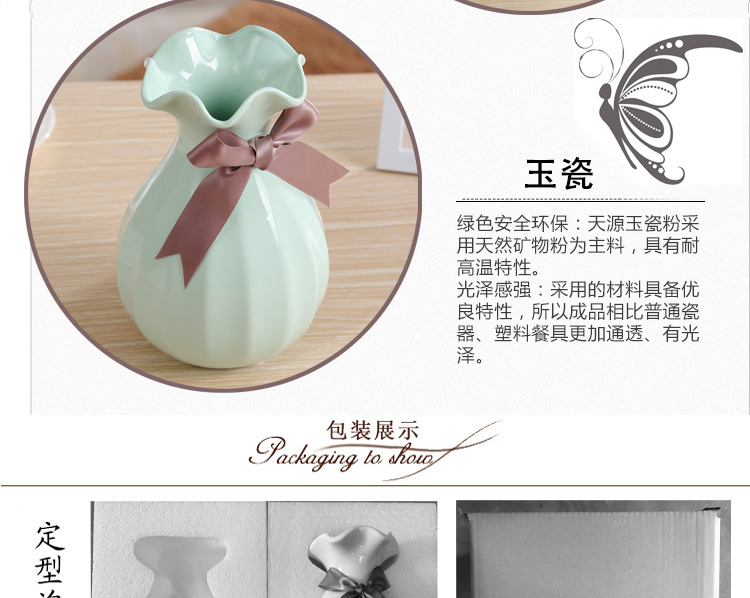 玉瓷
绿色安全环保：天源玉瓷粉采
用天然矿物粉为主料，具有耐
高温特性。
光泽感强：采用的材料具备优
良特性，所以成品相比普通瓷
器、塑料餐具更加通透、有光
泽。
包装展示
Packaging to show
定型